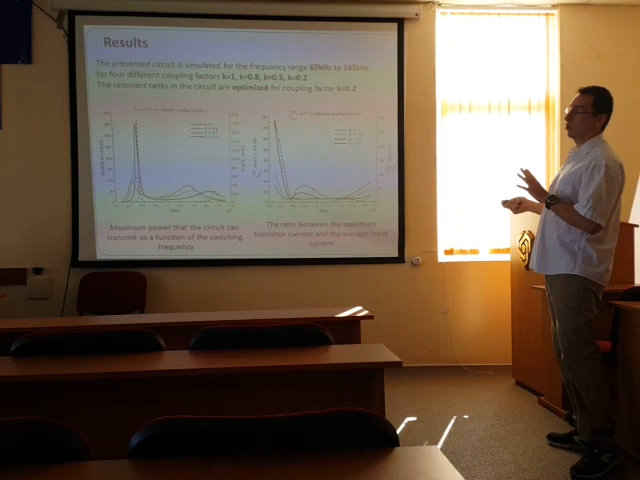 Results
The presented circuit is simulated for the frequency range 65kHz to 145kHz
for four different coupling factors k=1, k=0.8, k=0.5, k=0.2.
The resonant tanks in the circuit are optimized for coupling factor k=0.2
Maximum power that the circuit can
transmit as a function of the switching
frequency
The ratio between the maximum
transistor current and the average input
current